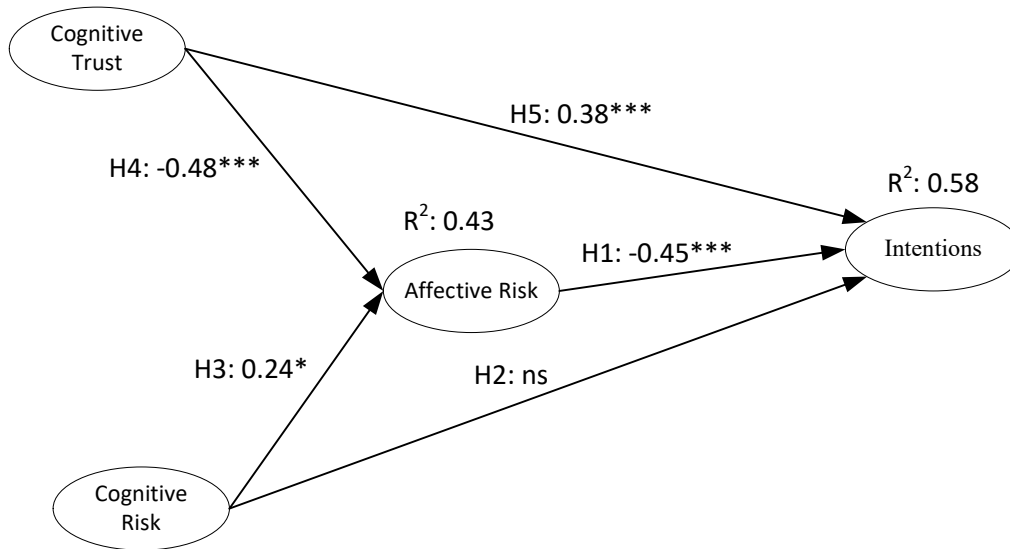 Cognitive
Trust
H5: 0.38***
H4: -0.48***
R²: 0.58
R²: 0.43
H1: -0.45***
Intentions
Affective Risk
H3: 0.24*
H2: ns
Cognitive
Risk